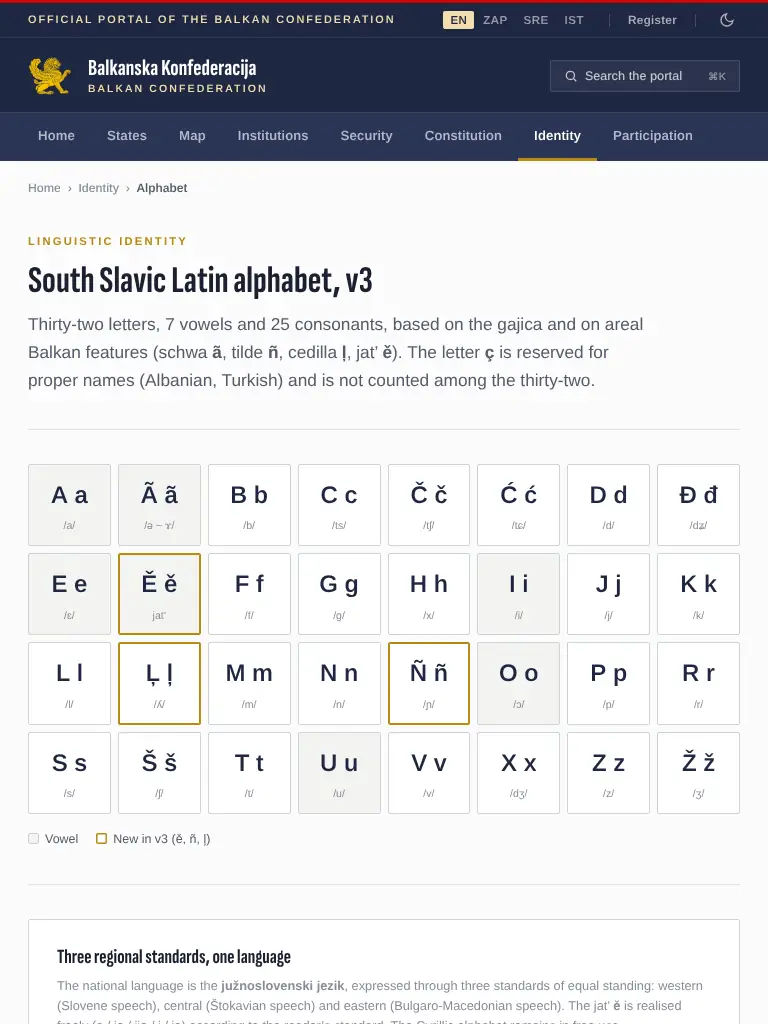 OFFICIAL PORTAL OF THE BALKAN CONFEDERATION EN ZAP SRE IST Register
Balkanska Konfederacija
BALKAN CONFEDERATION
Search the portal ⌘K
Home States Map Institutions Security Constitution Identity Participation
Home › Identity › Alphabet
LINGUISTIC IDENTITY
South Slavic Latin alphabet, v3
Thirty-two letters, 7 vowels and 25 consonants, based on the gajica and on areal
Balkan features (schwa ã, tilde ñ, cedilla ļ, jat’ ě). The letter ç is reserved for
proper names (Albanian, Turkish) and is not counted among the thirty-two.
A a Ã ã B b C c Č č Ć ć D d Đ đ
/a/ /ə ~ ɤ/ /b/ /ts/ /tʃ/ /tɕ/ /d/ /dʑ/
E e Ě ě F f G g H h I i J j K k
/ɛ/ jat’ /f/ /g/ /x/ /i/ /j/ /k/
L l Ļ ļ M m N n Ñ ñ O o P p R r
/l/ /ʎ/ /m/ /n/ /ɲ/ /ɔ/ /p/ /r/
S s Š š T t U u V v X x Z z Ž ž
/s/ /ʃ/ /t/ /u/ /v/ /dʒ/ /z/ /ʒ/
Vowel New in v3 (ě, ñ, ļ)
Three regional standards, one language
The national language is the južnoslovenski jezik, expressed through three standards of equal standing: western
(Slovene speech), central (Štokavian speech) and eastern (Bulgaro-Macedonian speech). The jat’ ě is realised